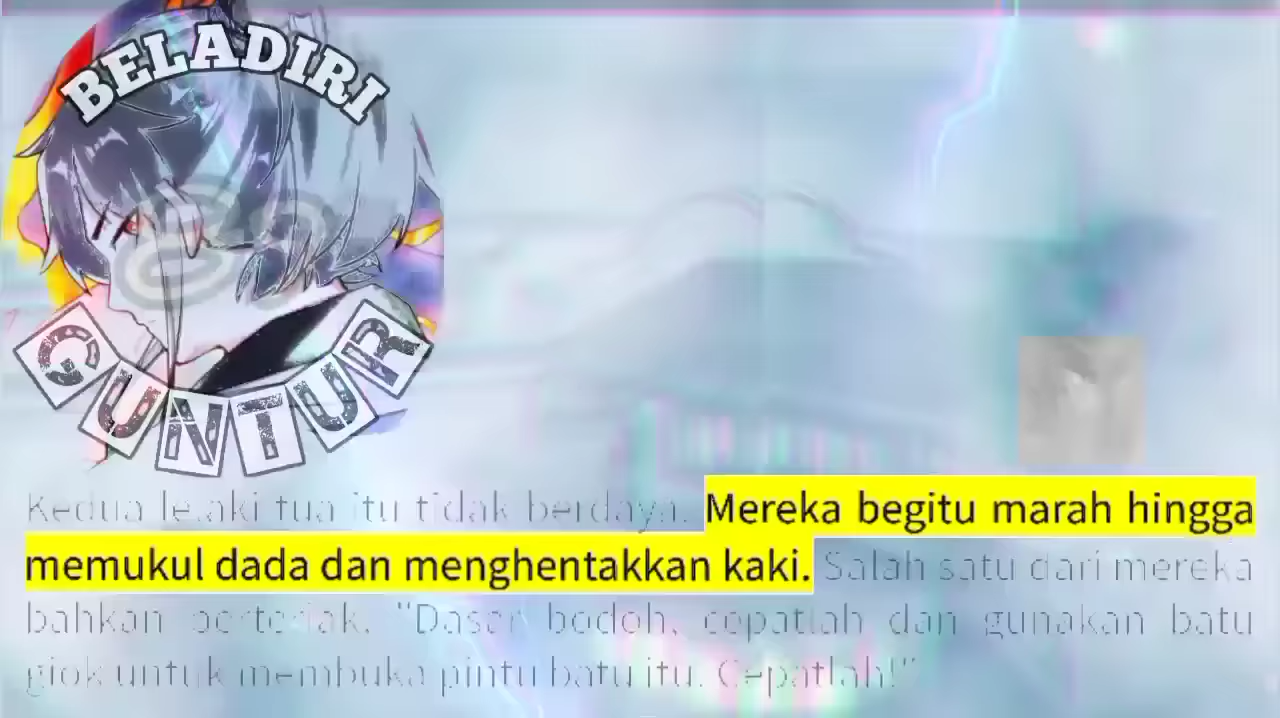 BELADIRI
GUNTUR
Kedua lelaki tua itu tidak berdaya. Mereka begitu marah hingga
memukul dada dan menghentakkan kaki. Salah satu dari mereka
bahkan berteriak. "Dasar bodoh, cepatlah dan gunakan batu
giok untuk membuka pintu batu itu. Cepatlah!"